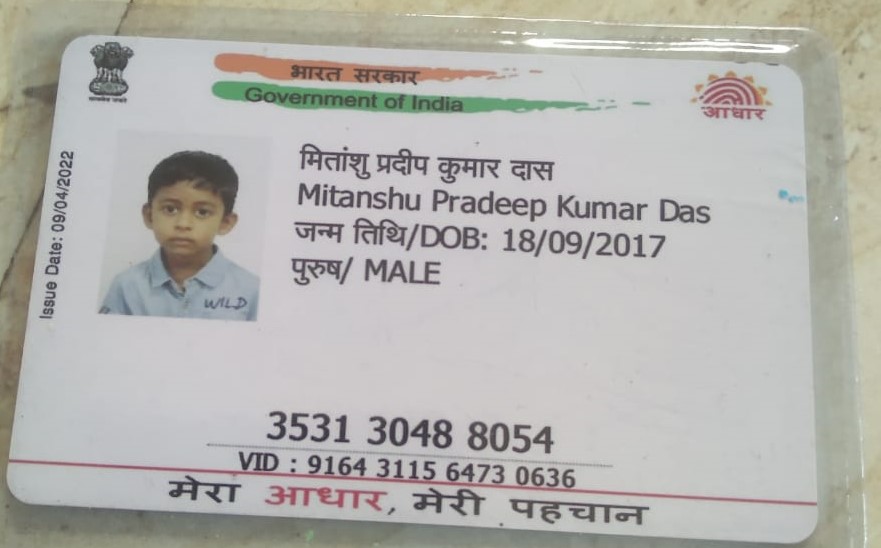 भारत सरकार
Government of India
आधार
Issue Date: 09/04/2022
मितांशु प्रदीप कुमार दास
Mitanshu Pradeep Kumar Das
जन्म तिथि/DOB: 18/09/2017
पुरुष/ MALE
WILD
3531 3048 8054
VID : 9164 3115 6473 0636
मेरा आधार, मेरी पहचान